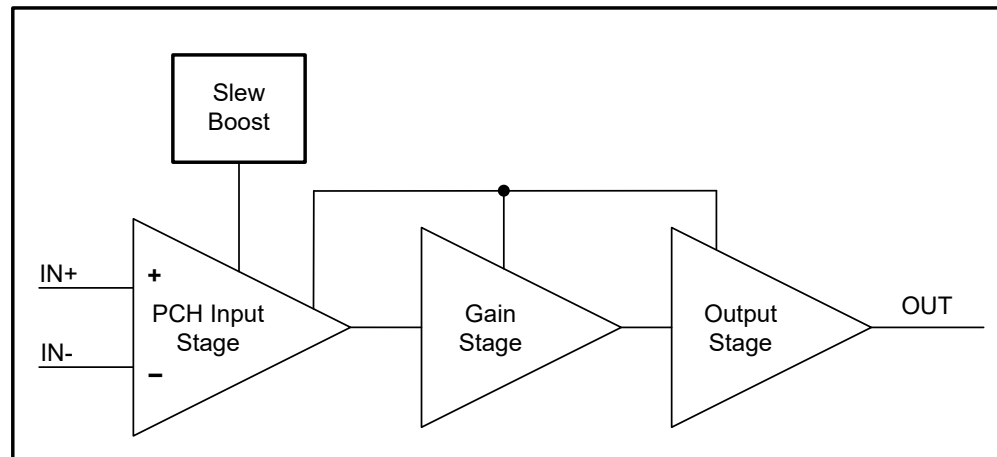 Slew
Boost
IN+
+
PCH Input
Stage
IN-
−
Gain
Stage
Output
Stage
OUT